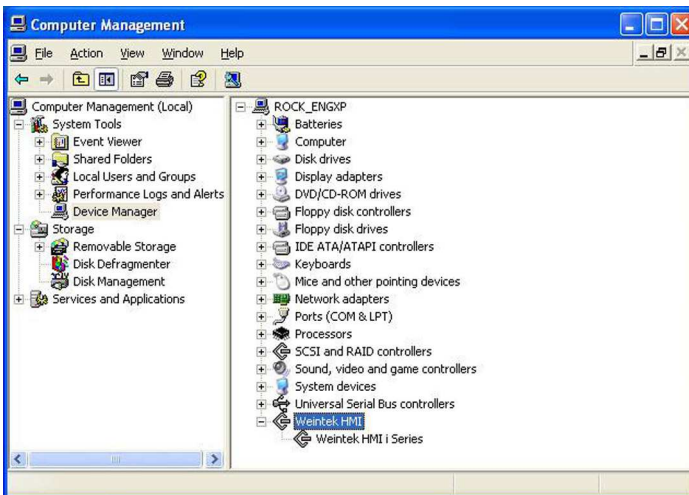 Computer Management
File Action View Window Help
Computer Management (Local)
System Tools
Event Viewer
Shared Folders
Local Users and Groups
Performance Logs and Alerts
Device Manager
Storage
Removable Storage
Disk Defragmenter
Disk Management
Services and Applications
ROCK_ENGXP
Batteries
Computer
Disk drives
Display adapters
DVD/CD-ROM drives
Floppy disk controllers
Floppy disk drives
IDE ATA/ATAPI controllers
Keyboards
Mice and other pointing devices
Network adapters
Ports (COM & LPT)
Processors
SCSI and RAID controllers
Sound, video and game controllers
System devices
Universal Serial Bus controllers
Weintek HMI
Weintek HMI i Series